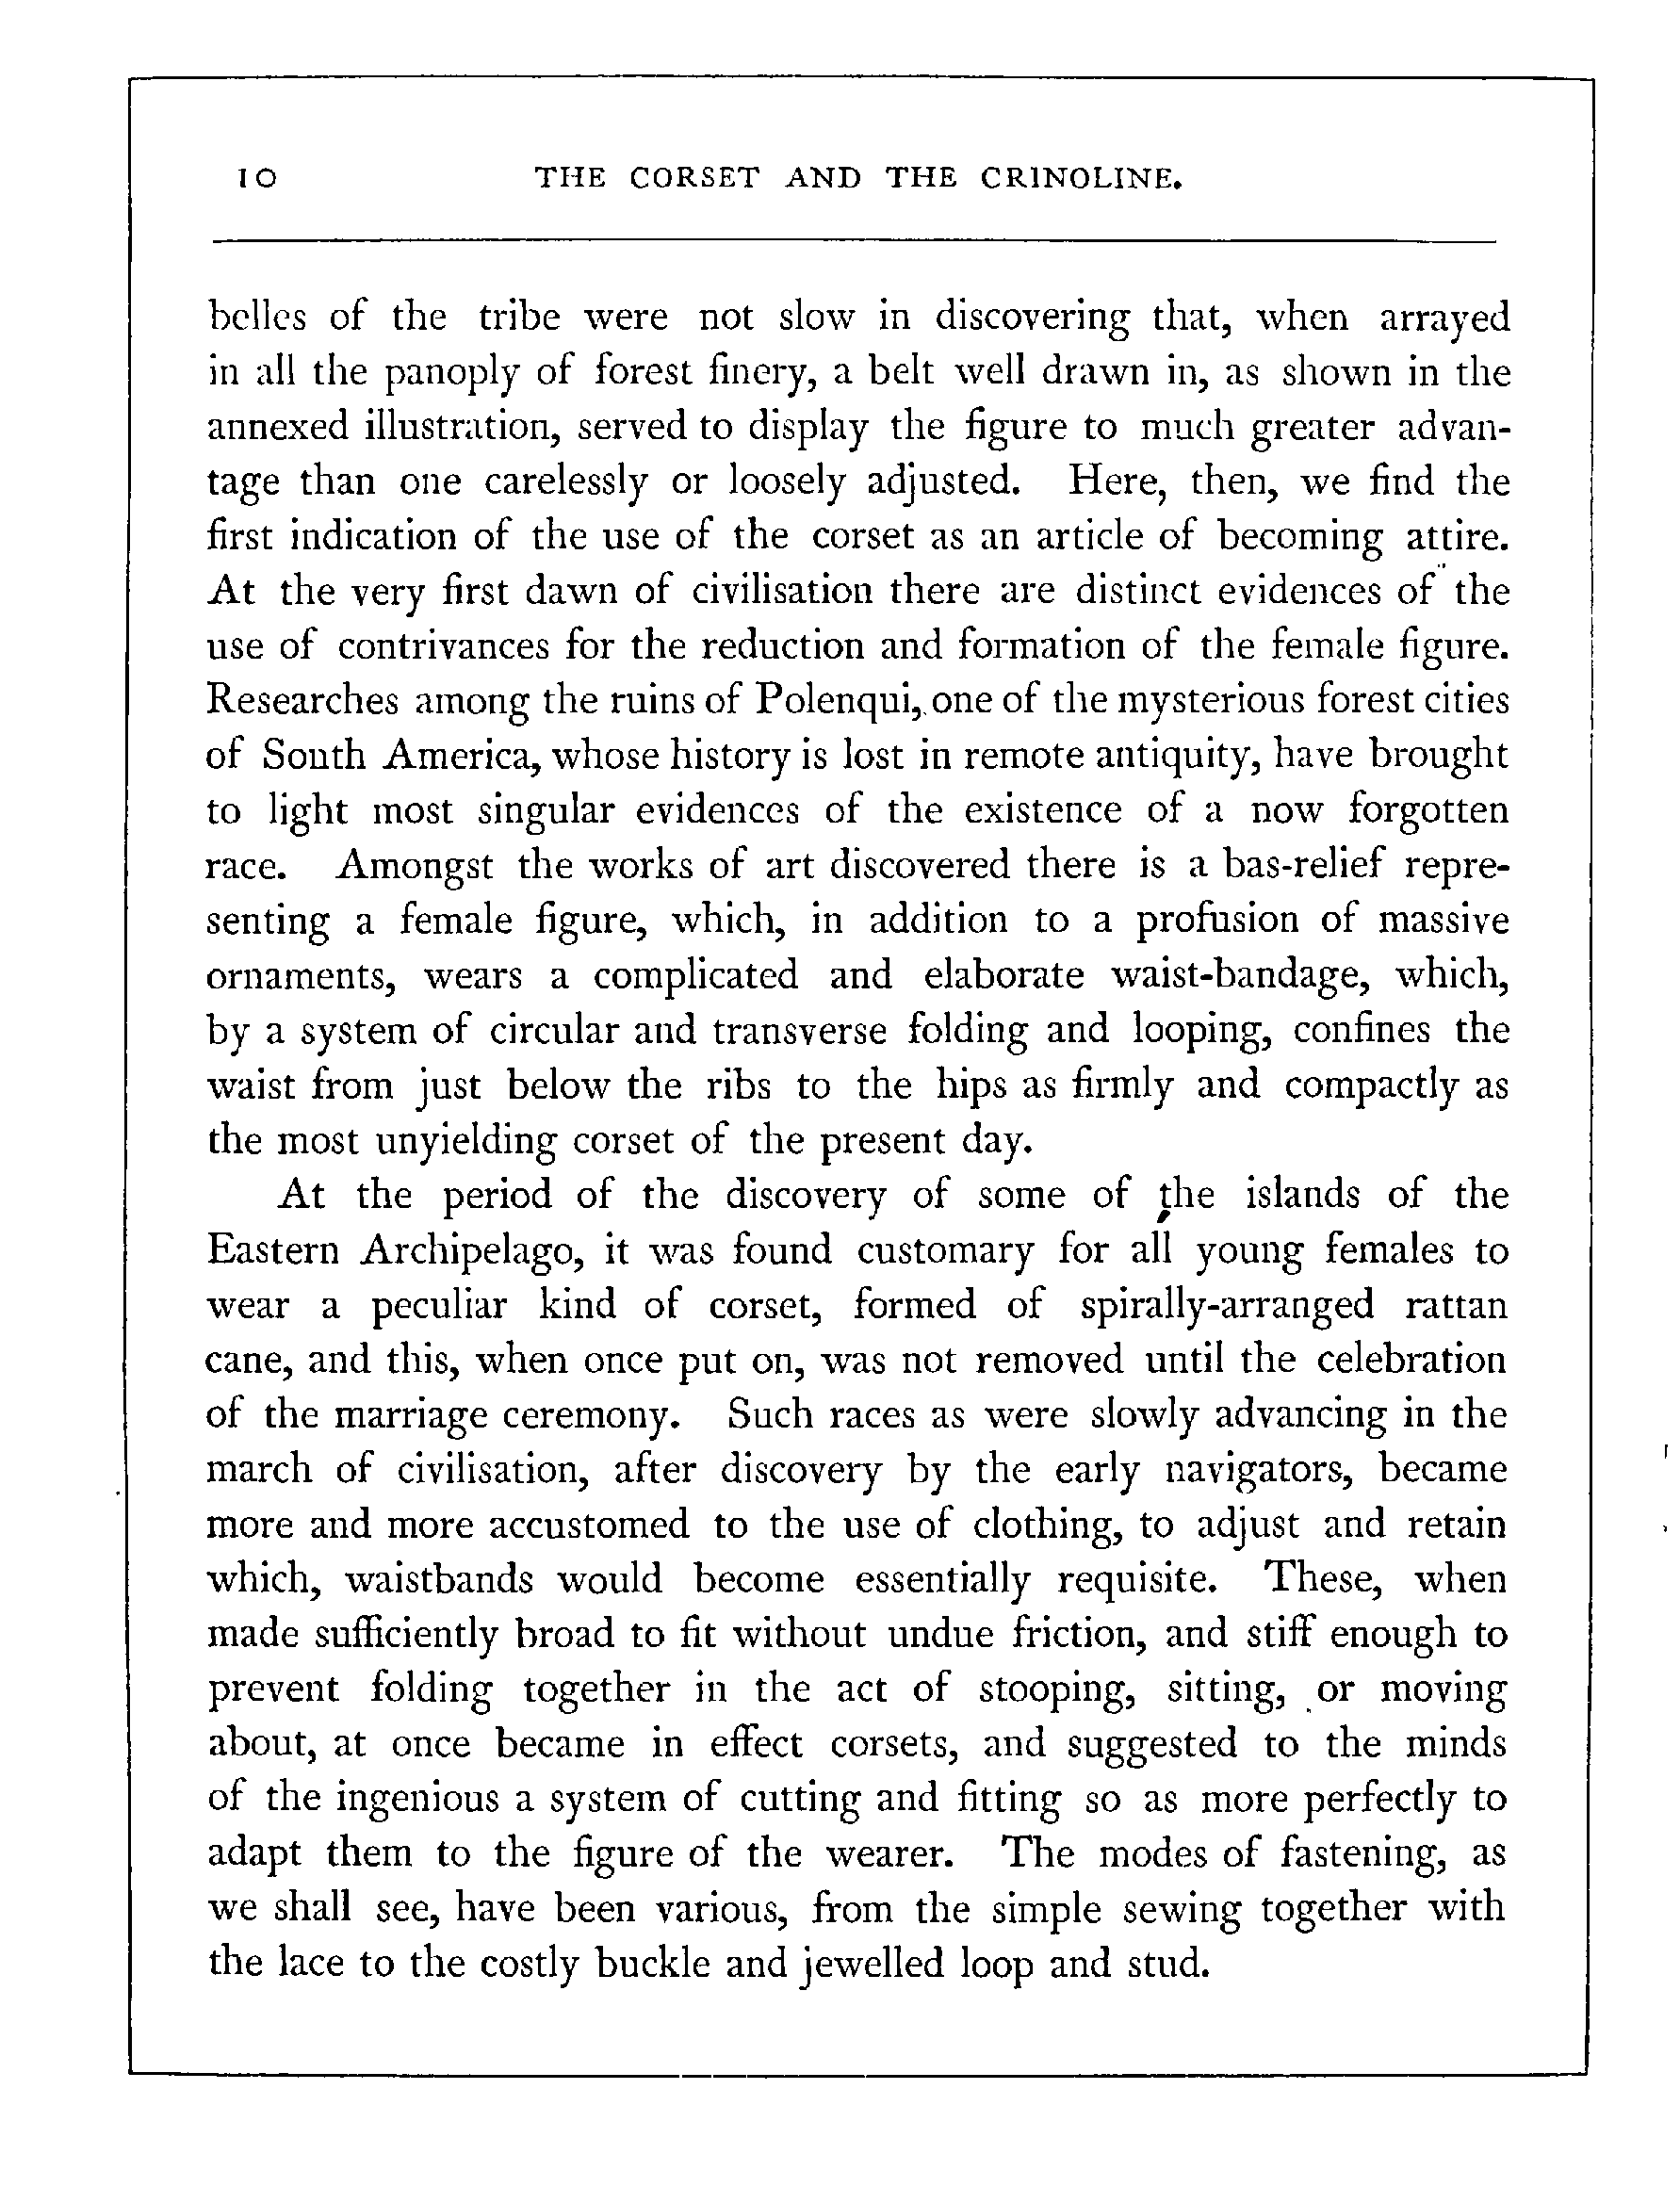 10 THE CORSET AND THE CRINOLINE.
belles of the tribe were not slow in discovering that, when arrayed
in all the panoply of forest finery, a belt well drawn in, as shown in the
annexed illustration, served to display the figure to much greater advan-
tage than one carelessly or loosely adjusted. Here, then, we find the
first indication of the use of the corset as an article of becoming attire.
At the very first dawn of civilisation there are distinct evidences of the
use of contrivances for the reduction and formation of the female figure.
Researches among the ruins of Polenqui, one of the mysterious forest cities
of South America, whose history is lost in remote antiquity, have brought
to light most singular evidences of the existence of a now forgotten
race. Amongst the works of art discovered there is a bas-relief repre-
senting a female figure, which, in addition to a profusion of massive
ornaments, wears a complicated and elaborate waist-bandage, which,
by a system of circular and transverse folding and looping, confines the
waist from just below the ribs to the hips as firmly and compactly as
the most unyielding corset of the present day.
At the period of the discovery of some of the islands of the
Eastern Archipelago, it was found customary for all young females to
wear a peculiar kind of corset, formed of spirally-arranged rattan
cane, and this, when once put on, was not removed until the celebration
of the marriage ceremony. Such races as were slowly advancing in the
march of civilisation, after discovery by the early navigators, became
more and more accustomed to the use of clothing, to adjust and retain
which, waistbands would become essentially requisite. These, when
made sufficiently broad to fit without undue friction, and stiff enough to
prevent folding together in the act of stooping, sitting, or moving
about, at once became in effect corsets, and suggested to the minds
of the ingenious a system of cutting and fitting so as more perfectly to
adapt them to the figure of the wearer. The modes of fastening, as
we shall see, have been various, from the simple sewing together with
the lace to the costly buckle and jewelled loop and stud.